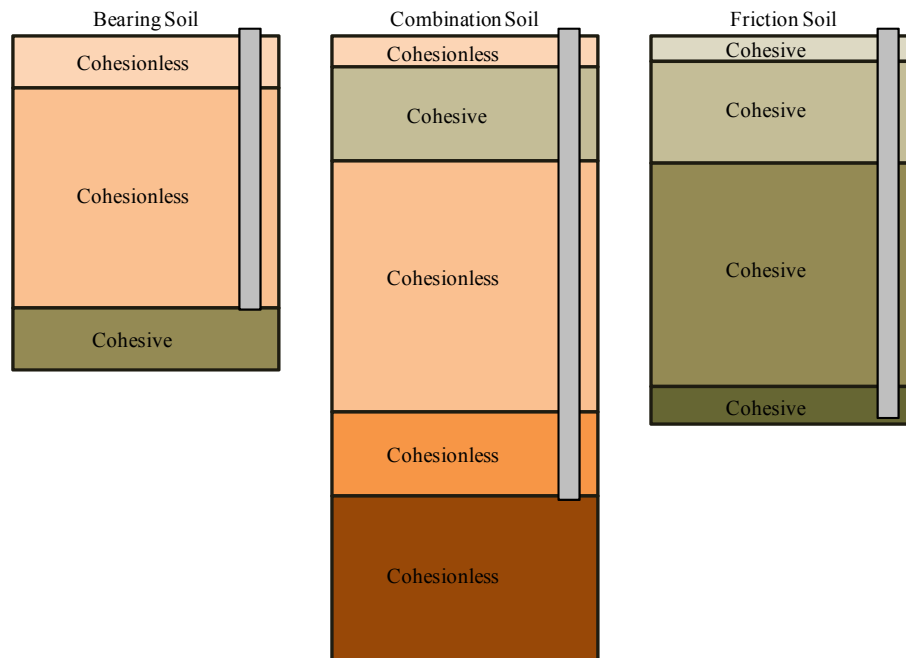 Bearing Soil
Cohesionless
Cohesionless
Cohesive
Combination Soil
Cohesionless
Cohesive
Cohesionless
Cohesionless
Cohesionless
Friction Soil
Cohesive
Cohesive
Cohesive
Cohesive